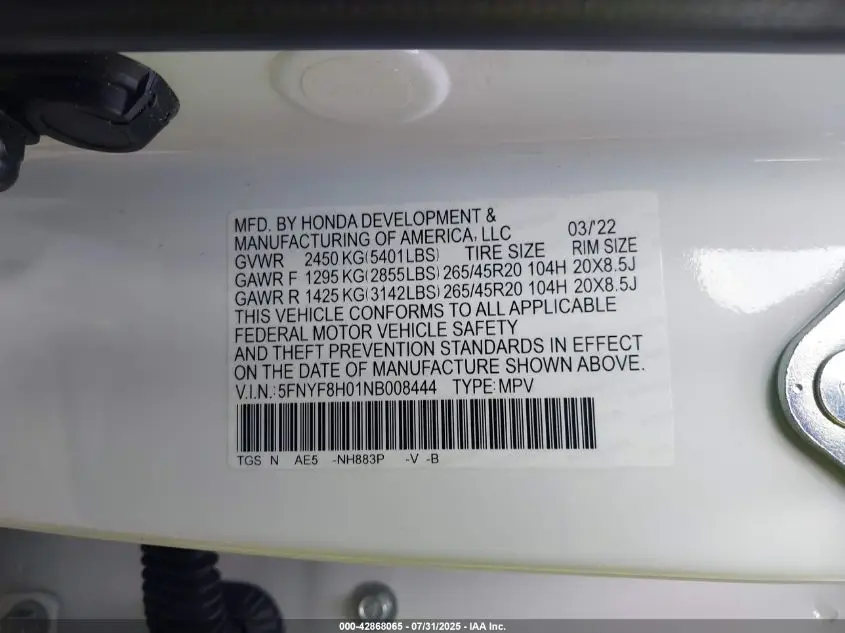 MFD. BY HONDA DEVELOPMENT &
MANUFACTURING OF AMERICA, LLC 03/'22
GVWR 2450 KG(5401LBS) TIRE SIZE RIM SIZE
GAWR F 1295 KG(2855LBS) 265/45R20 104H 20X8.5J
GAWR R 1425 KG(3142LBS) 265/45R20 104H 20X8.5J
THIS VEHICLE CONFORMS TO ALL APPLICABLE
FEDERAL MOTOR VEHICLE SAFETY
AND THEFT PREVENTION STANDARDS IN EFFECT
ON THE DATE OF MANUFACTURE SHOWN ABOVE.
V.I.N.: 5FNYF8H01NB008444 TYPE: MPV
TGS N AE5 -NH883P -V -B
000-42868065 - 07/31/2025 - IAA Inc.